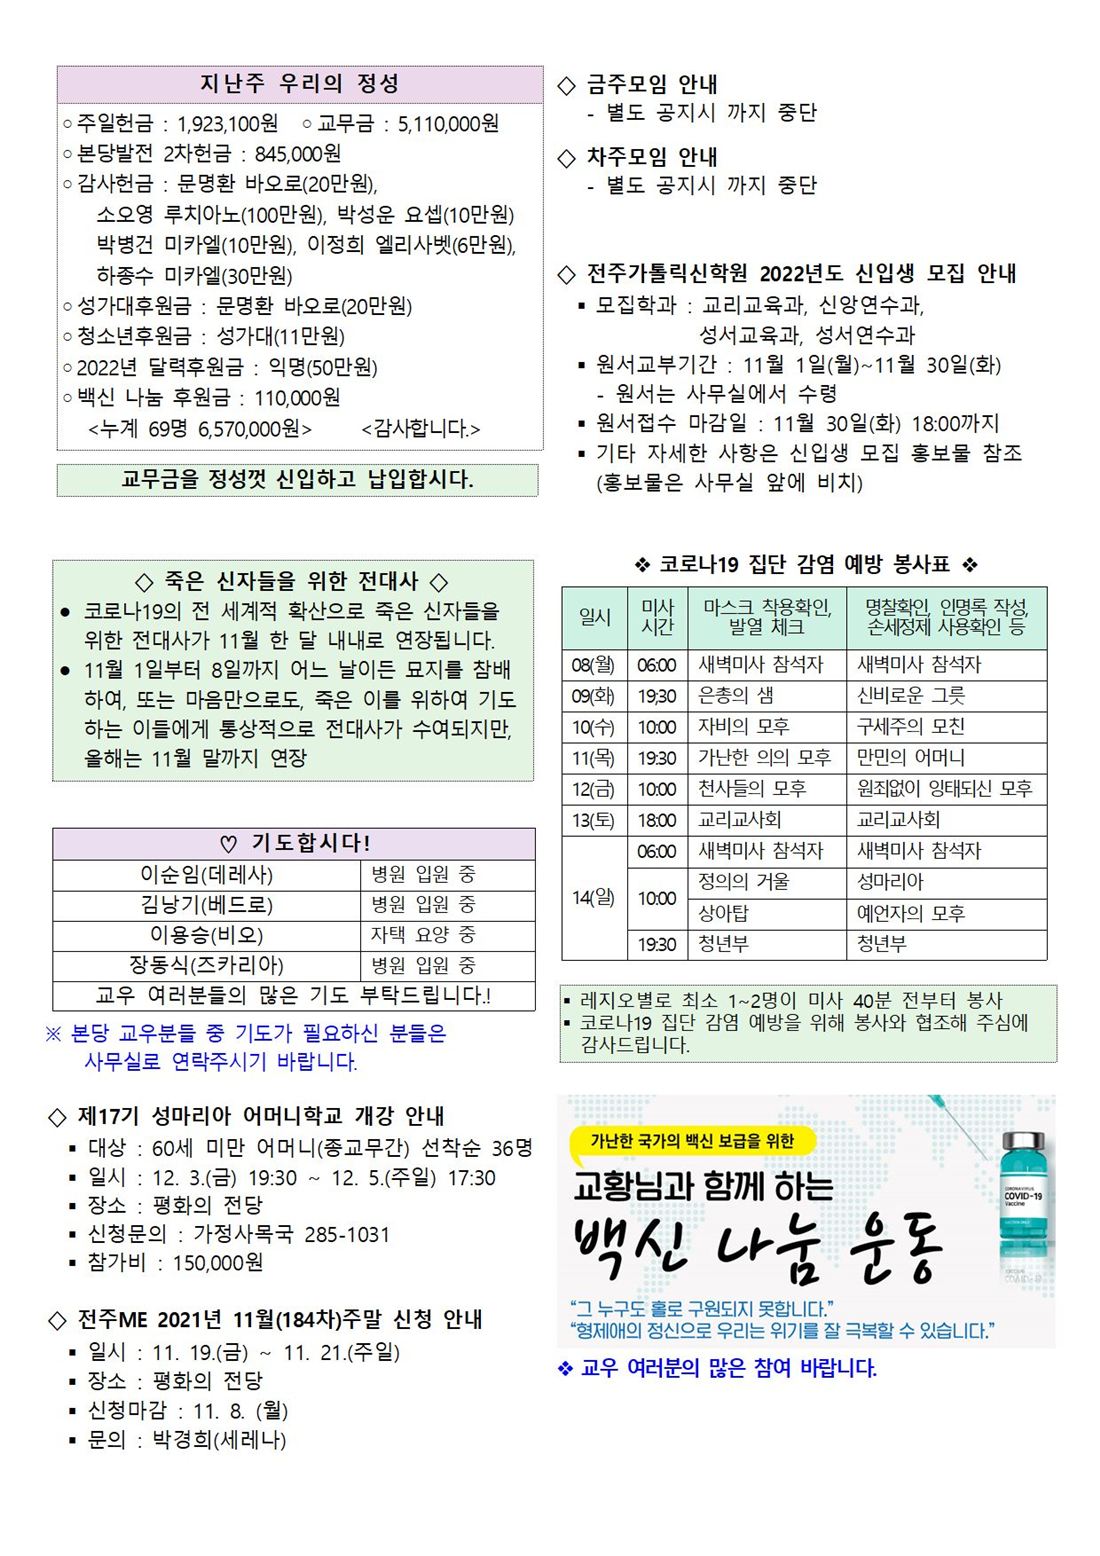 지난주 우리의 정성
○ 주일헌금 : 1,923,100원 ○ 교무금 : 5,110,000원
○ 본당발전 2차헌금 : 845,000원
○ 감사헌금 : 문명환 바오로(20만원),
소오영 루치아노(100만원), 박성운 요셉(10만원)
박병건 미카엘(10만원), 이정희 엘리사벳(6만원),
하종수 미카엘(30만원)
○ 성가대후원금 : 문명환 바오로(20만원)
○ 청소년후원금 : 성가대(11만원)
○ 2022년 달력후원금 : 익명(50만원)
○ 백신 나눔 후원금 : 110,000원
<누계 69명 6,570,000원> <감사합니다.>
교무금을 정성껏 신입하고 납입합시다.
◇ 죽은 신자들을 위한 전대사 ◇
● 코로나19의 전 세계적 확산으로 죽은 신자들을
위한 전대사가 11월 한 달 내내로 연장됩니다.
● 11월 1일부터 8일까지 어느 날이든 묘지를 참배
하여, 또는 마음만으로도, 죽은 이를 위하여 기도
하는 이들에게 통상적으로 전대사가 수여되지만,
올해는 11월 말까지 연장
♡ 기도합시다!
이순임(데레사) 병원 입원 중
김낭기(베드로) 병원 입원 중
이용승(비오) 자택 요양 중
장동식(즈카리아) 병원 입원 중
교우 여러분들의 많은 기도 부탁드립니다.!
※ 본당 교우분들 중 기도가 필요하신 분들은
사무실로 연락주시기 바랍니다.
◇ 제17기 성마리아 어머니학교 개강 안내
▪ 대상 : 60세 미만 어머니(종교무간) 선착순 36명
▪ 일시 : 12. 3.(금) 19:30 ~ 12. 5.(주일) 17:30
▪ 장소 : 평화의 전당
▪ 신청문의 : 가정사목국 285-1031
▪ 참가비 : 150,000원
◇ 전주ME 2021년 11월(184차)주말 신청 안내
▪ 일시 : 11. 19.(금) ~ 11. 21.(주일)
▪ 장소 : 평화의 전당
▪ 신청마감 : 11. 8. (월)
▪ 문의 : 박경희(세레나)
◇ 금주모임 안내
- 별도 공지시 까지 중단
◇ 차주모임 안내
- 별도 공지시 까지 중단
◇ 전주가톨릭신학원 2022년도 신입생 모집 안내
▪ 모집학과 : 교리교육과, 신앙연수과,
성서교육과, 성서연수과
▪ 원서교부기간 : 11월 1일(월)~11월 30일(화)
- 원서는 사무실에서 수령
▪ 원서접수 마감일 : 11월 30일(화) 18:00까지
▪ 기타 자세한 사항은 신입생 모집 홍보물 참조
(홍보물은 사무실 앞에 비치)
❖ 코로나19 집단 감염 예방 봉사표 ❖
일시 미사 시간 마스크 착용확인, 발열 체크 명찰확인, 인명록 작성, 손세정제 사용확인 등
08(월) 06:00 새벽미사 참석자 새벽미사 참석자
09(화) 19;30 은총의 샘 신비로운 그릇
10(수) 10:00 자비의 모후 구세주의 모친
11(목) 19:30 가난한 의의 모후 만민의 어머니
12(금) 10:00 천사들의 모후 원죄없이 잉태되신 모후
13(토) 18:00 교리교사회 교리교사회
14(일) 06:00 새벽미사 참석자 새벽미사 참석자
10:00 정의의 거울 성마리아
상아탑 예언자의 모후
19:30 청년부 청년부
▪ 레지오별로 최소 1~2명이 미사 40분 전부터 봉사
▪ 코로나19 집단 감염 예방을 위해 봉사와 협조해 주심에
감사드립니다.
가난한 국가의 백신 보급을 위한
교황님과 함께 하는
백신 나눔 운동
CORONAVIRUS
COVID-19
Vaccine
“그 누구도 홀로 구원되지 못합니다.”
“형제애의 정신으로 우리는 위기를 잘 극복할 수 있습니다.”
❖ 교우 여러분의 많은 참여 바랍니다.